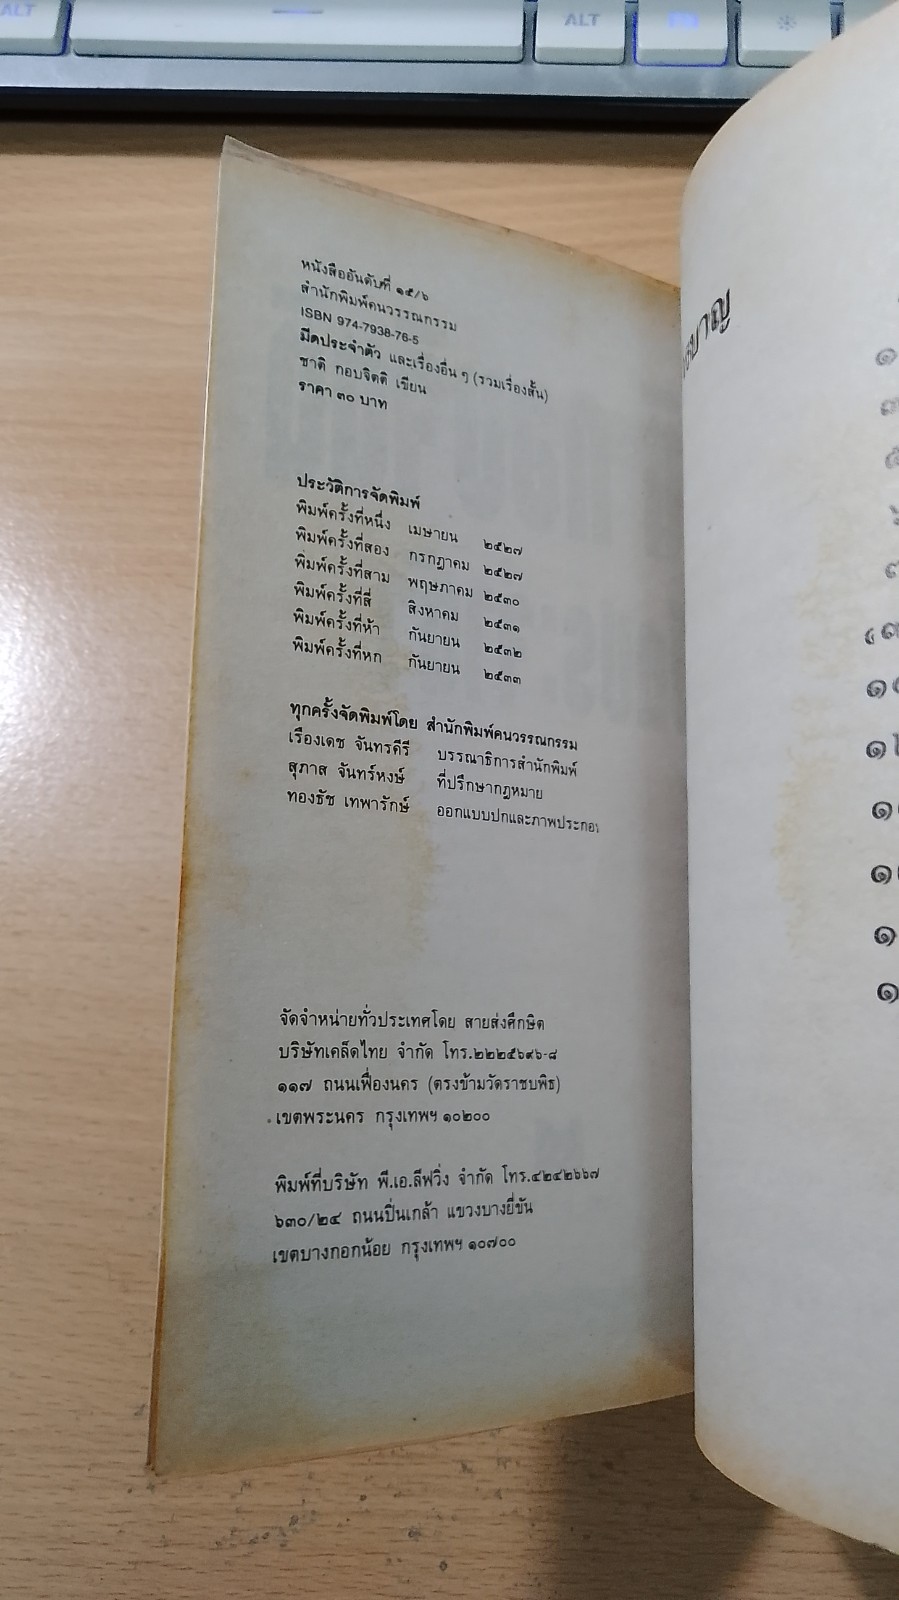 หนังสืออันดับที่ ๑๕/๖
สำนักพิมพ์คนวรรณกรรม
ISBN 974-7938-76-5
มีดประจำตัว และเรื่องอื่น ๆ (รวมเรื่องสั้น)
ชาติ กอบจิตติ เขียน
ราคา ๓๐ บาท
ประวัติการจัดพิมพ์
พิมพ์ครั้งที่หนึ่ง เมษายน ๒๕๒๗
พิมพ์ครั้งที่สอง กรกฎาคม ๒๕๒๗
พิมพ์ครั้งที่สาม พฤษภาคม ๒๕๓๐
พิมพ์ครั้งที่สี่ สิงหาคม ๒๕๓๑
พิมพ์ครั้งที่ห้า กันยายน ๒๕๓๒
พิมพ์ครั้งที่หก กันยายน ๒๕๓๓
ทุกครั้งจัดพิมพ์โดย สำนักพิมพ์คนวรรณกรรม
เรืองเดช จันทรคีรี บรรณาธิการสำนักพิมพ์
สุภาส จันทร์หงษ์ ที่ปรึกษากฎหมาย
ทองธัช เทพารักษ์ ออกแบบปกและภาพประกอบ
จัดจำหน่ายทั่วประเทศโดย สายส่งศึกษิต
บริษัทเคล็ดไทย จำกัด โทร.๒๒๒๕๖๙๖-๘
๑๑๗ ถนนเฟื่องนคร (ตรงข้ามวัดราชบพิธ)
เขตพระนคร กรุงเทพฯ ๑๐๒๐๐
พิมพ์ที่บริษัท พี.เอ.ลีฟวิ่ง จำกัด โทร.๔๒๔๒๖๖๗
๖๓๐/๒๔ ถนนปิ่นเกล้า แขวงบางยี่ขัน
เขตบางกอกน้อย กรุงเทพฯ ๑๐๗๐๐